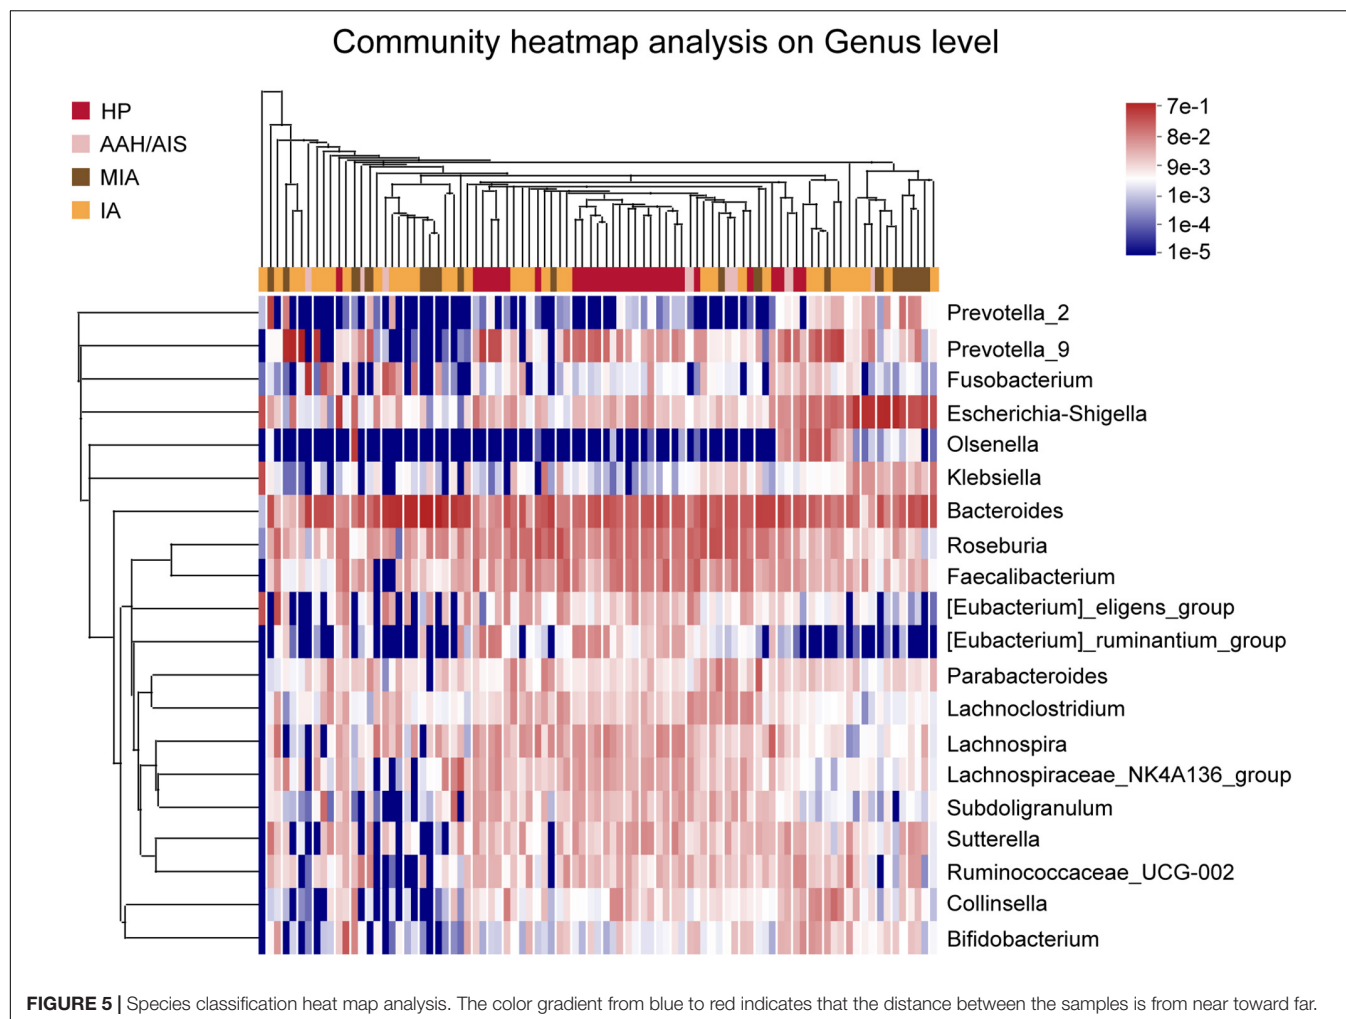 Community heatmap analysis on Genus level
HP
AAH/AIS
MIA
IA
7e-1
8e-2
9e-3
1e-3
1e-4
1e-5
Prevotella_2
Prevotella_9
Fusobacterium
Escherichia-Shigella
Olsenella
Klebsiella
Bacteroides
Roseburia
Faecalibacterium
[Eubacterium]_eligens_group
[Eubacterium]_ruminantium_group
Parabacteroides
Lachnoclostridium
Lachnospira
Lachnospiraceae_NK4A136_group
Subdoligranulum
Sutterella
Ruminococcaceae_UCG-002
Collinsella
Bifidobacterium
FIGURE 5 | Species classification heat map analysis. The color gradient from blue to red indicates that the distance between the samples is from near toward far.